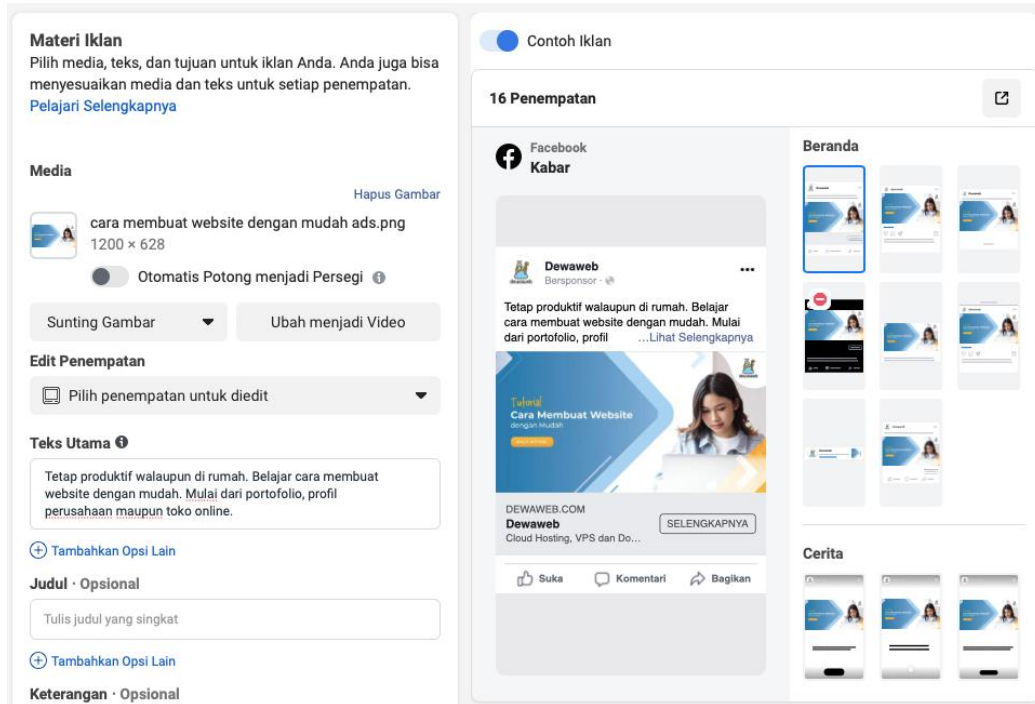 Materi Iklan
Pilih media, teks, dan tujuan untuk iklan Anda. Anda juga bisa
menyesuaikan media dan teks untuk setiap penempatan.
Pelajari Selengkapnya
Media
Hapus Gambar
cara membuat website dengan mudah ads.png
1200 × 628
Otomatis Potong menjadi Persegi
Sunting Gambar
Ubah menjadi Video
Edit Penempatan
Pilih penempatan untuk diedit
Teks Utama
Tetap produktif walaupun di rumah. Belajar cara membuat
website dengan mudah. Mulai dari portofolio, profil
perusahaan maupun toko online.
Tambahkan Opsi Lain
Judul · Opsional
Tulis judul yang singkat
Tambahkan Opsi Lain
Keterangan · Opsional
Contoh Iklan
16 Penempatan
Facebook
Kabar
Dewaweb
Bersponsor ·
Tetap produktif walaupun di rumah. Belajar
cara membuat website dengan mudah. Mulai
dari portofolio, profil ...Lihat Selengkapnya
Tutorial
Cara Membuat Website
dengan Mudah
DEWAWEB.COM
Dewaweb
Cloud Hosting, VPS dan Do...
SELENGKAPNYA
Suka
Komentari
Bagikan
Beranda
Cerita